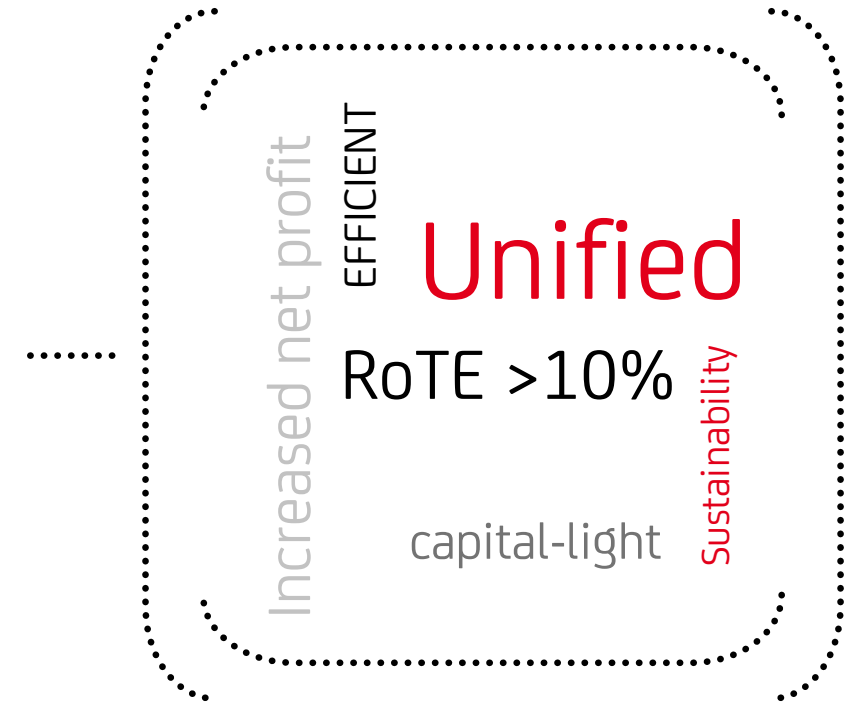 Increased net profit
EFFICIENT
Unified
RoTE >10%
Sustainability
capital-light